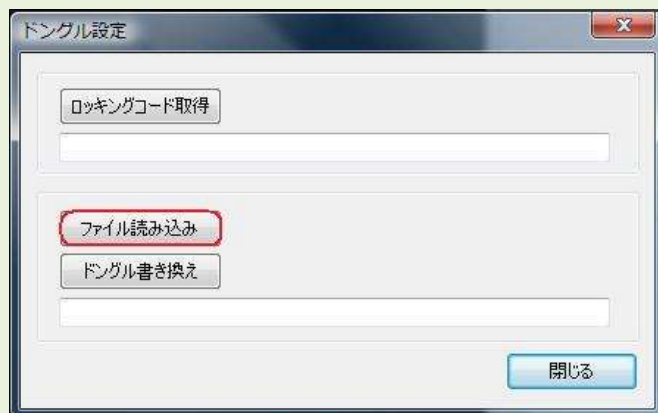 ドングル設定
ロッキングコード取得
ファイル読み込み
ドングル書き換え
閉じる